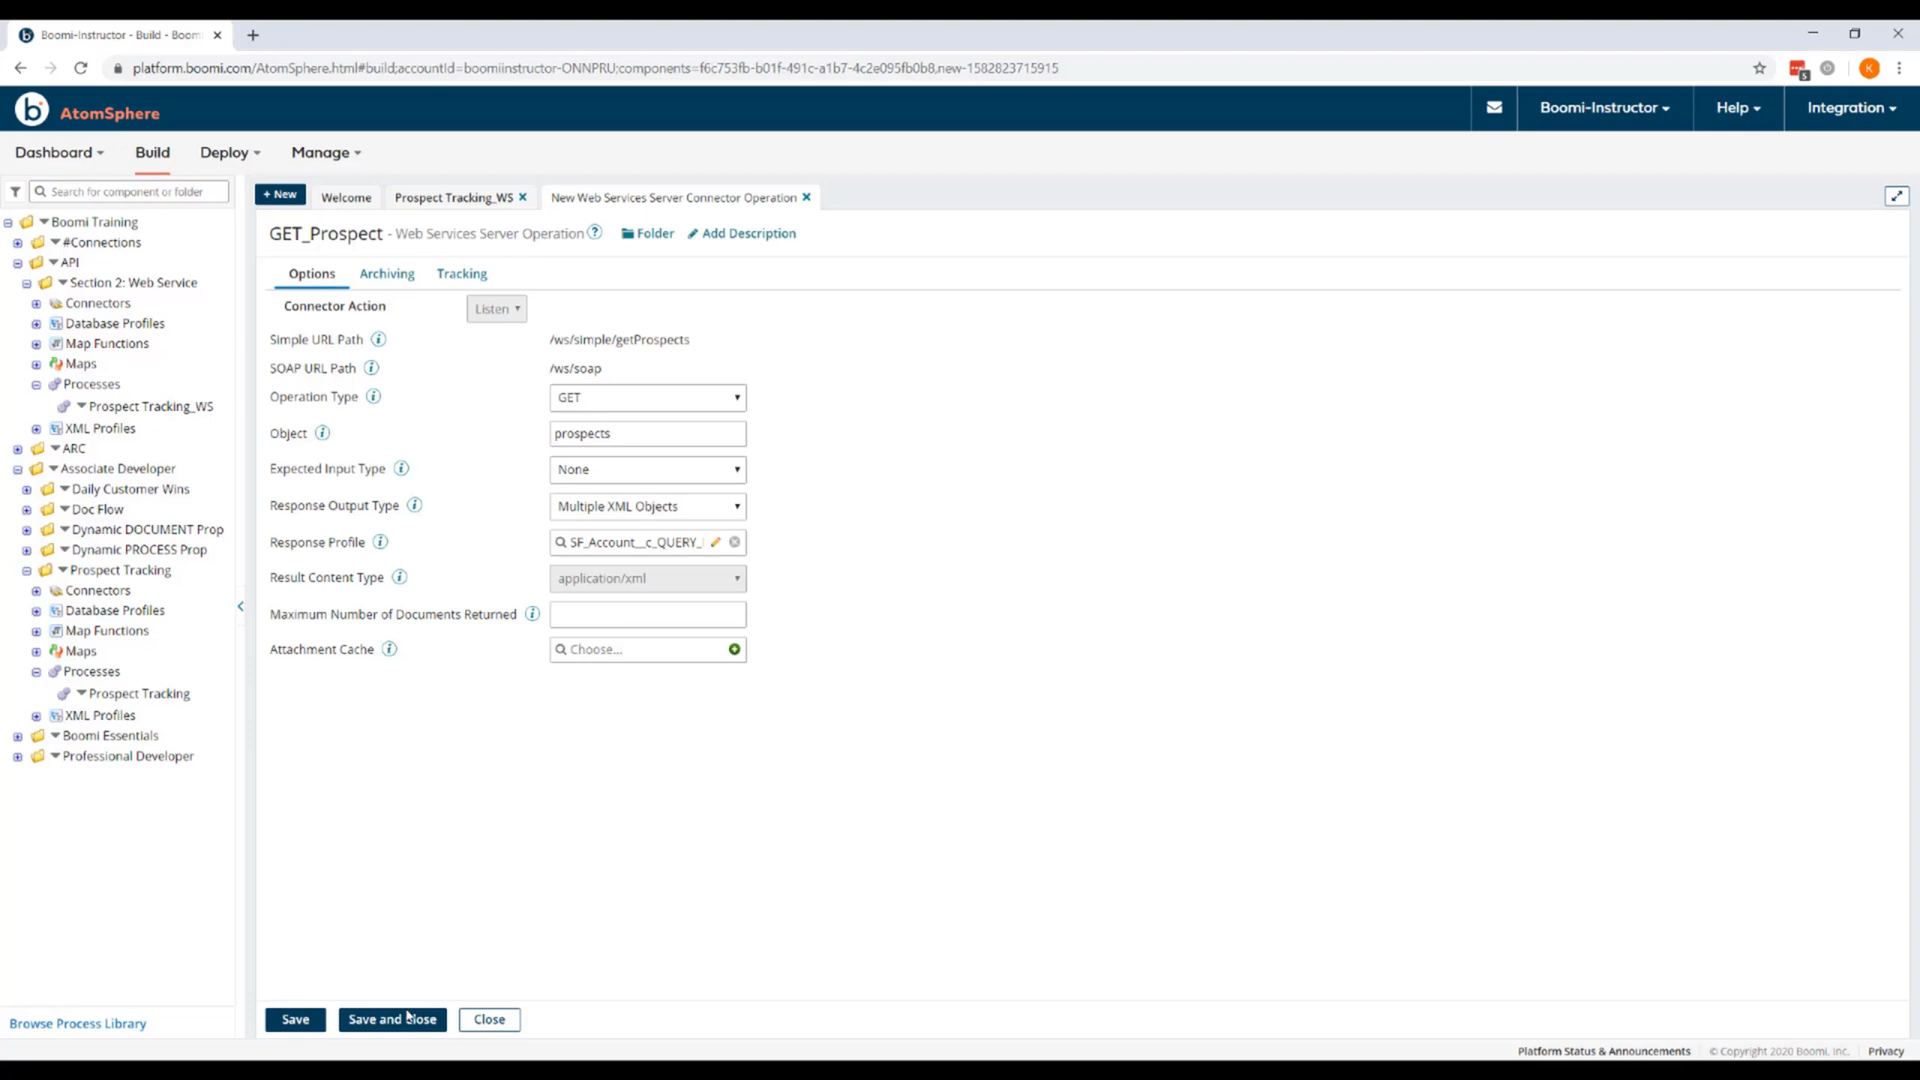 Boomi-Instructor - Build - Boom
platform.boomi.com/AtomSphere.html#build;accountId=boomiinstructor-ONNPRU;components=f6c753fb-b01f-491c-a1b7-4c2e095fb0b8,new-1582823715915
5
K
b AtomSphere
Boomi-Instructor
Help
Integration
Dashboard
Build
Deploy
Manage
Search for component or folder
+ New
Welcome
Prospect Tracking_WS
New Web Services Server Connector Operation
Boomi Training
#Connections
API
Section 2: Web Service
Connectors
Database Profiles
Map Functions
Maps
Processes
Prospect Tracking_WS
XML Profiles
ARC
Associate Developer
Daily Customer Wins
Doc Flow
Dynamic DOCUMENT Prop
Dynamic PROCESS Prop
Prospect Tracking
Connectors
Database Profiles
Map Functions
Maps
Processes
Prospect Tracking
XML Profiles
Boomi Essentials
Professional Developer
Browse Process Library
GET_Prospect - Web Services Server Operation
Folder
Add Description
Options
Archiving
Tracking
Connector Action
Listen
Simple URL Path
/ws/simple/getProspects
SOAP URL Path
/ws/soap
Operation Type
GET
Object
prospects
Expected Input Type
None
Response Output Type
Multiple XML Objects
Response Profile
SF_Account__c_QUERY_
Result Content Type
application/xml
Maximum Number of Documents Returned
Attachment Cache
Choose...
Save
Save and Close
Close
Platform Status & Announcements
© Copyright 2020 Boomi, Inc.
Privacy